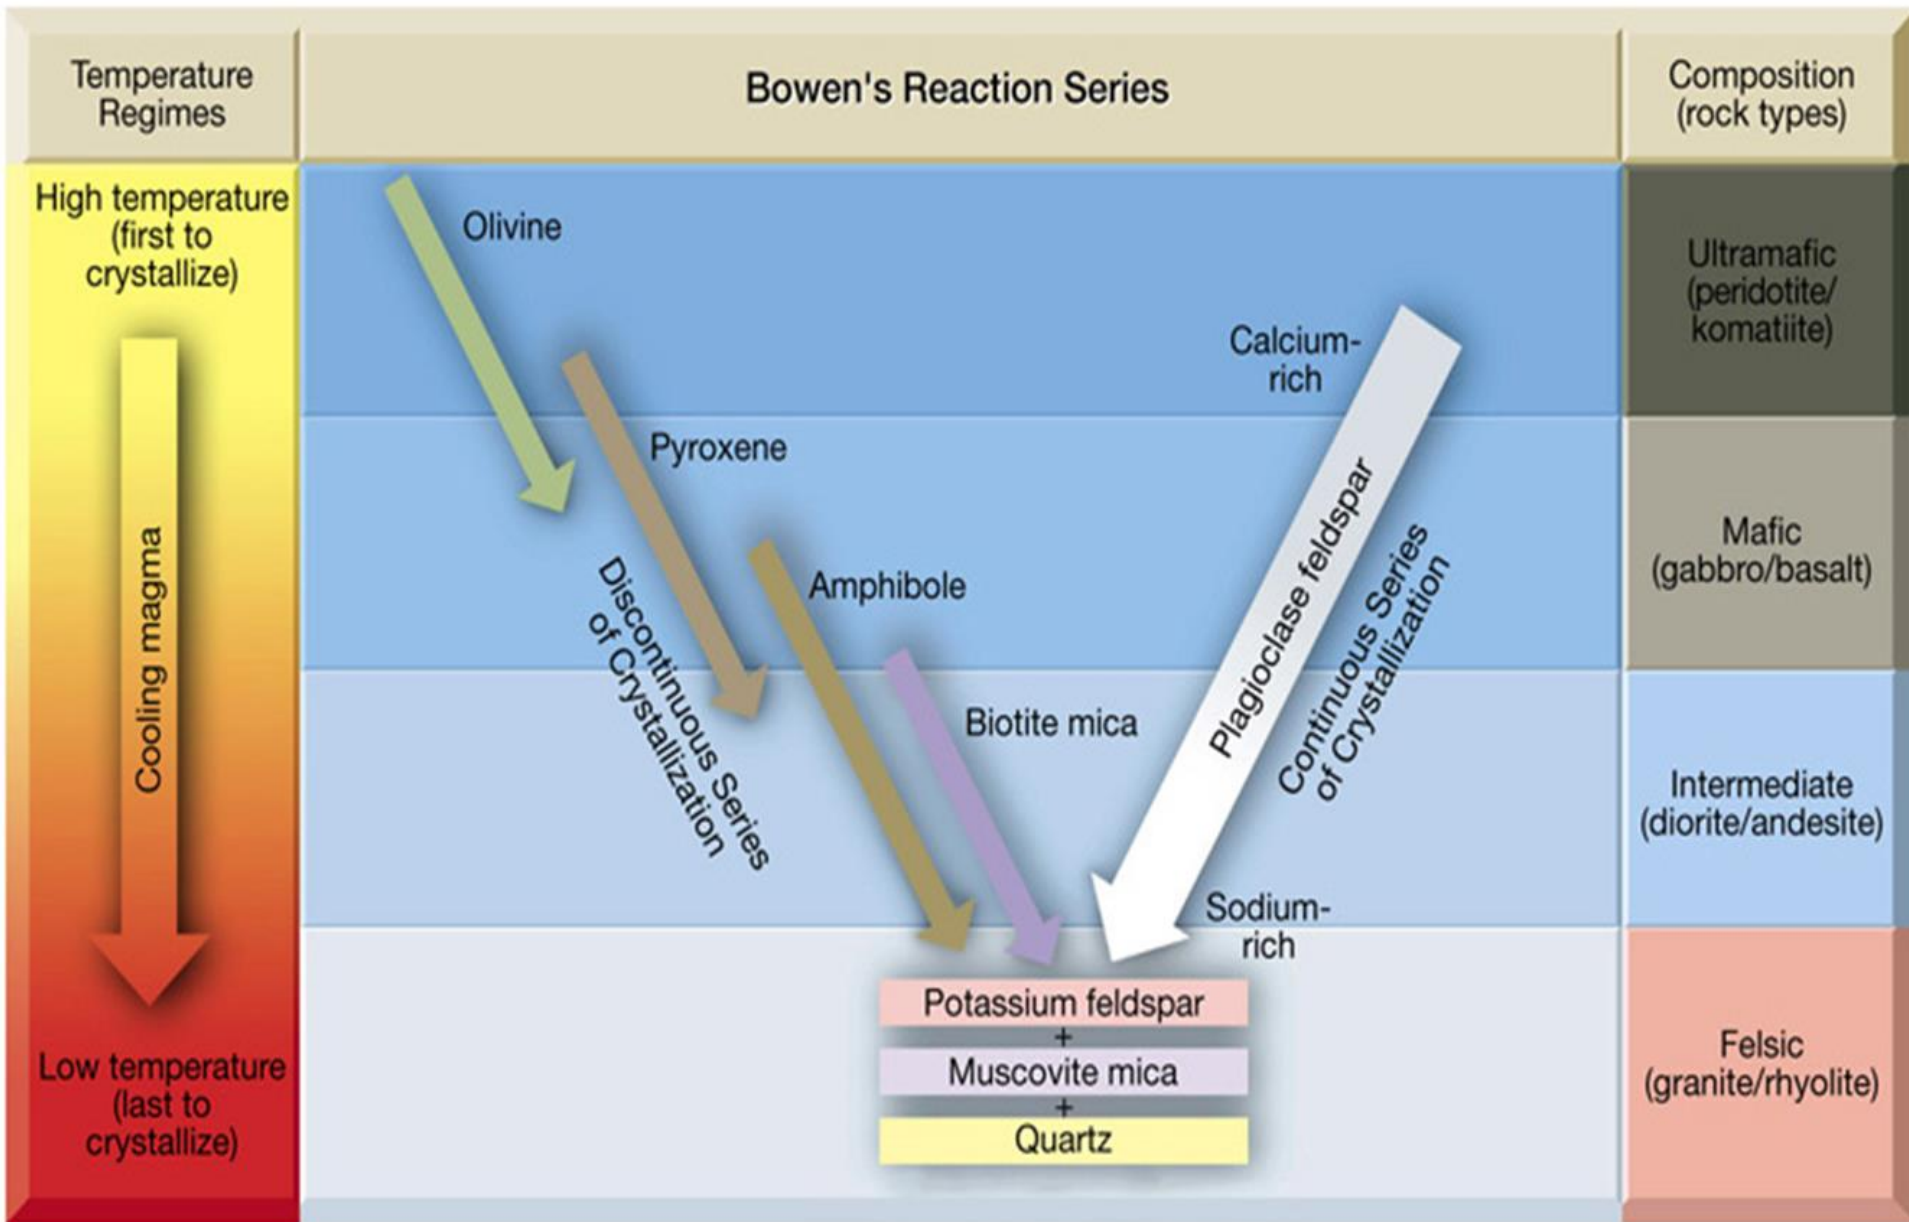 Temperature
Regimes
Bowen's Reaction Series
Composition
(rock types)
High temperature
(first to
crystallize)
Cooling magma
Low temperature
(last to
crystallize)
Olivine
Pyroxene
Amphibole
Biotite mica
Discontinuous Series
of Crystallization
Calcium-
rich
Plagioclase feldspar
Continuous Series
of Crystallization
Sodium-
rich
Potassium feldspar
+
Muscovite mica
+
Quartz
Ultramafic
(peridotite/
komatiite)
Mafic
(gabbro/basalt)
Intermediate
(diorite/andesite)
Felsic
(granite/rhyolite)